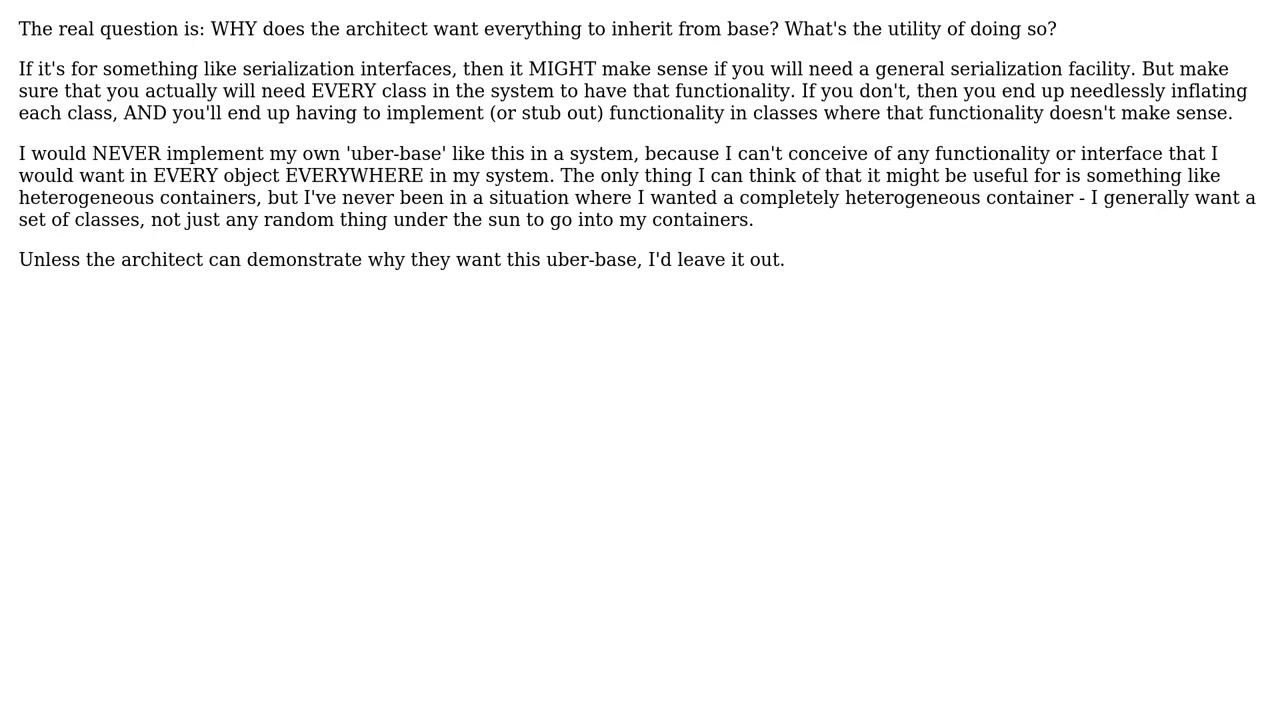 The real question is: WHY does the architect want everything to inherit from base? What's the utility of doing so?
If it's for something like serialization interfaces, then it MIGHT make sense if you will need a general serialization facility. But make
sure that you actually will need EVERY class in the system to have that functionality. If you don't, then you end up needlessly inflating
each class, AND you'll end up having to implement (or stub out) functionality in classes where that functionality doesn't make sense.
I would NEVER implement my own 'uber-base' like this in a system, because I can't conceive of any functionality or interface that I
would want in EVERY object EVERYWHERE in my system. The only thing I can think of that it might be useful for is something like
heterogeneous containers, but I've never been in a situation where I wanted a completely heterogeneous container - I generally want a
set of classes, not just any random thing under the sun to go into my containers.
Unless the architect can demonstrate why they want this uber-base, I'd leave it out.